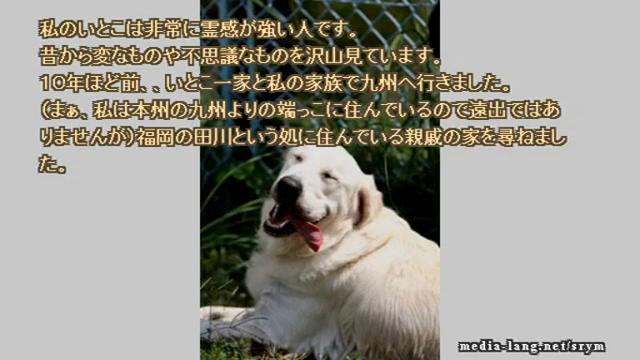 私のいとこは非常に霊感が強い人です。
昔から変なものや不思議なものを沢山見ています。
１０年ほど前、、いとこ一家と私の家族で九州へ行きました。
（まぁ、私は本州の九州よりの端っこに住んでいるので遠出ではあ
りませんが）福岡の田川という処に住んでいる親戚の家を尋ねまし
た。
media-lang.net/srym